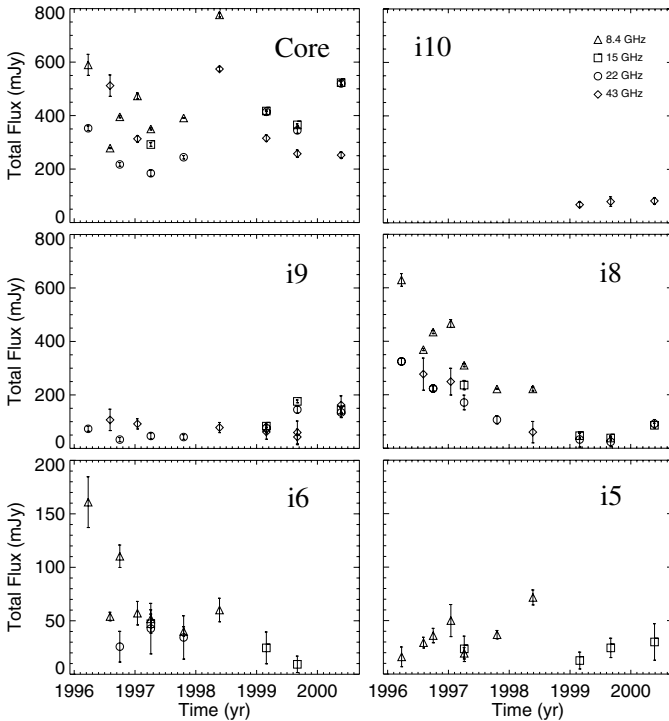 800
600
400
200
0
Total Flux (mJy)
Core
i10
8.4 GHz
15 GHz
22 GHz
43 GHz
800
600
400
200
0
Total Flux (mJy)
i9
i8
200
150
100
50
0
Total Flux (mJy)
i6
i5
1996 1997 1998 1999 2000
1996 1997 1998 1999 2000
Time (yr)
Time (yr)